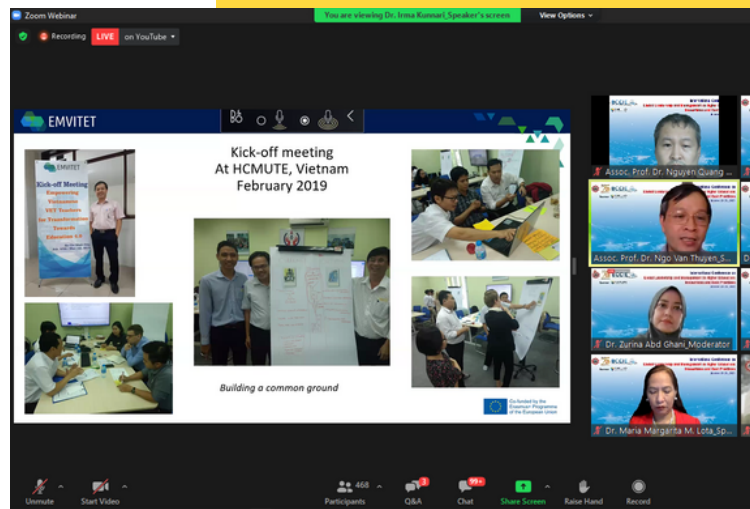 Zoom Webinar
You are viewing Dr. Irma Kunnari_Speaker's screen
View Options
Recording
LIVE
on YouTube
EMVITET
Kick-off meeting
At HCMUTE, Vietnam
February 2019
EMVITET
Kick-off Meeting
Empowering
Vietnamese
VET Teachers
for Transformation
Towards
Education 4.0
Building a common ground
Co-funded by the
Erasmus+ Programme
of the European Union
Assoc. Prof. Dr. Nguyen Quang ...
Assoc. Prof. Dr. Ngo Van Thuyen_S...
Dr. Zurina Abd Ghani_Moderator
Dr. Maria Margarita M. Lota_Sp...
Unmute
Start Video
468
Participants
3
Q&A
99+
Chat
Share Screen
Raise Hand
Record